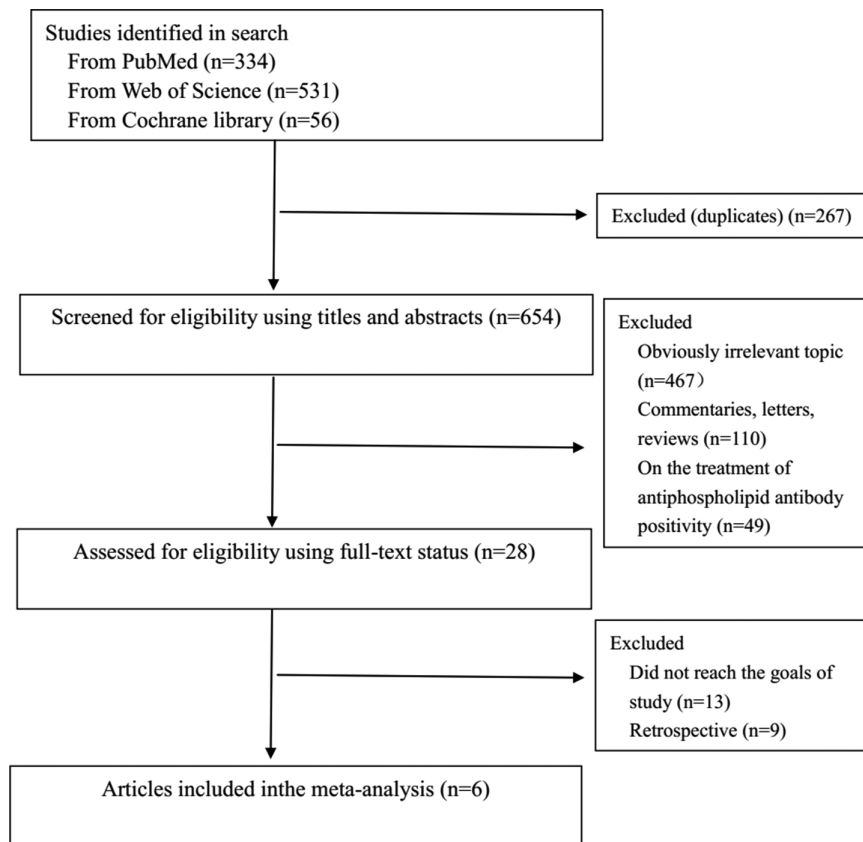 Studies identified in search
From PubMed (n=334)
From Web of Science (n=531)
From Cochrane library (n=56)
Excluded (duplicates) (n=267)
Screened for eligibility using titles and abstracts (n=654)
Excluded
Obviously irrelevant topic
(n=467）
Commentaries, letters,
reviews (n=110)
On the treatment of
antiphospholipid antibody
positivity (n=49)
Assessed for eligibility using full-text status (n=28)
Excluded
Did not reach the goals of
study (n=13)
Retrospective (n=9)
Articles included inthe meta-analysis (n=6)